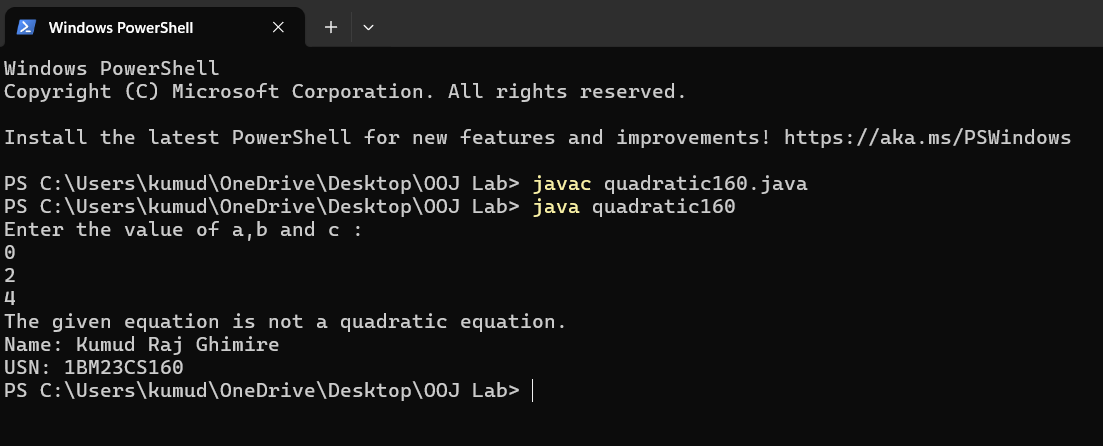 Windows PowerShell
Windows PowerShell
Copyright (C) Microsoft Corporation. All rights reserved.
Install the latest PowerShell for new features and improvements! https://aka.ms/PSWindows
PS C:\Users\kumud\OneDrive\Desktop\OOJ Lab> javac quadratic160.java
PS C:\Users\kumud\OneDrive\Desktop\OOJ Lab> java quadratic160
Enter the value of a,b and c :
0
2
4
The given equation is not a quadratic equation.
Name: Kumud Raj Ghimire
USN: 1BM23CS160
PS C:\Users\kumud\OneDrive\Desktop\OOJ Lab>